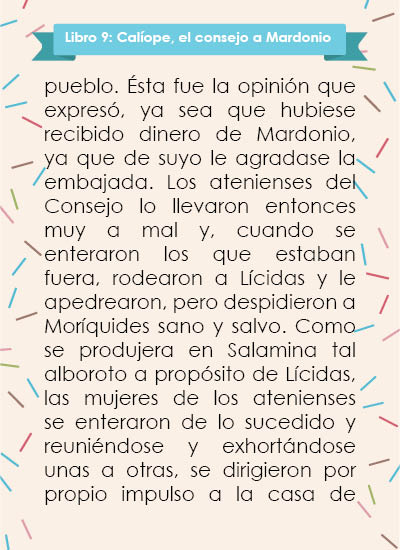 Libro 9: Calíope, el consejo a Mardonio
pueblo. Ésta fue la opinión que
expresó, ya sea que hubiese
recibido dinero de Mardonio,
ya que de suyo le agradase la
embajada. Los atenienses del
Consejo lo llevaron entonces
muy a mal y, cuando se
enteraron los que estaban
fuera, rodearon a Lícidas y le
apedrearon, pero despidieron a
Moríquides sano y salvo. Como
se produjera en Salamina tal
alboroto a propósito de Lícidas,
las mujeres de los atenienses
se enteraron de lo sucedido y
reuniéndose y exhortándose
unas a otras, se dirigieron por
propio impulso a la casa de